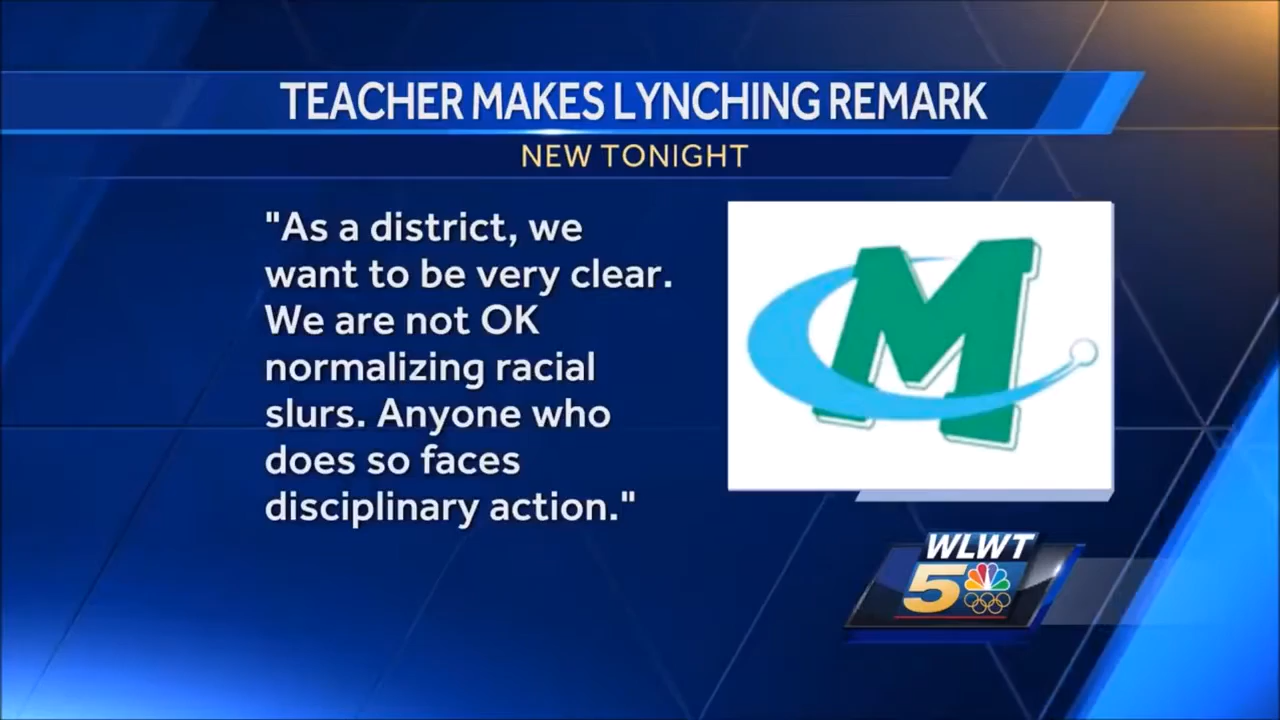 TEACHER MAKES LYNCHING REMARK
NEW TONIGHT
"As a district, we
want to be very clear.
We are not OK
normalizing racial
slurs. Anyone who
does so faces
disciplinary action."
M
WLWT
5